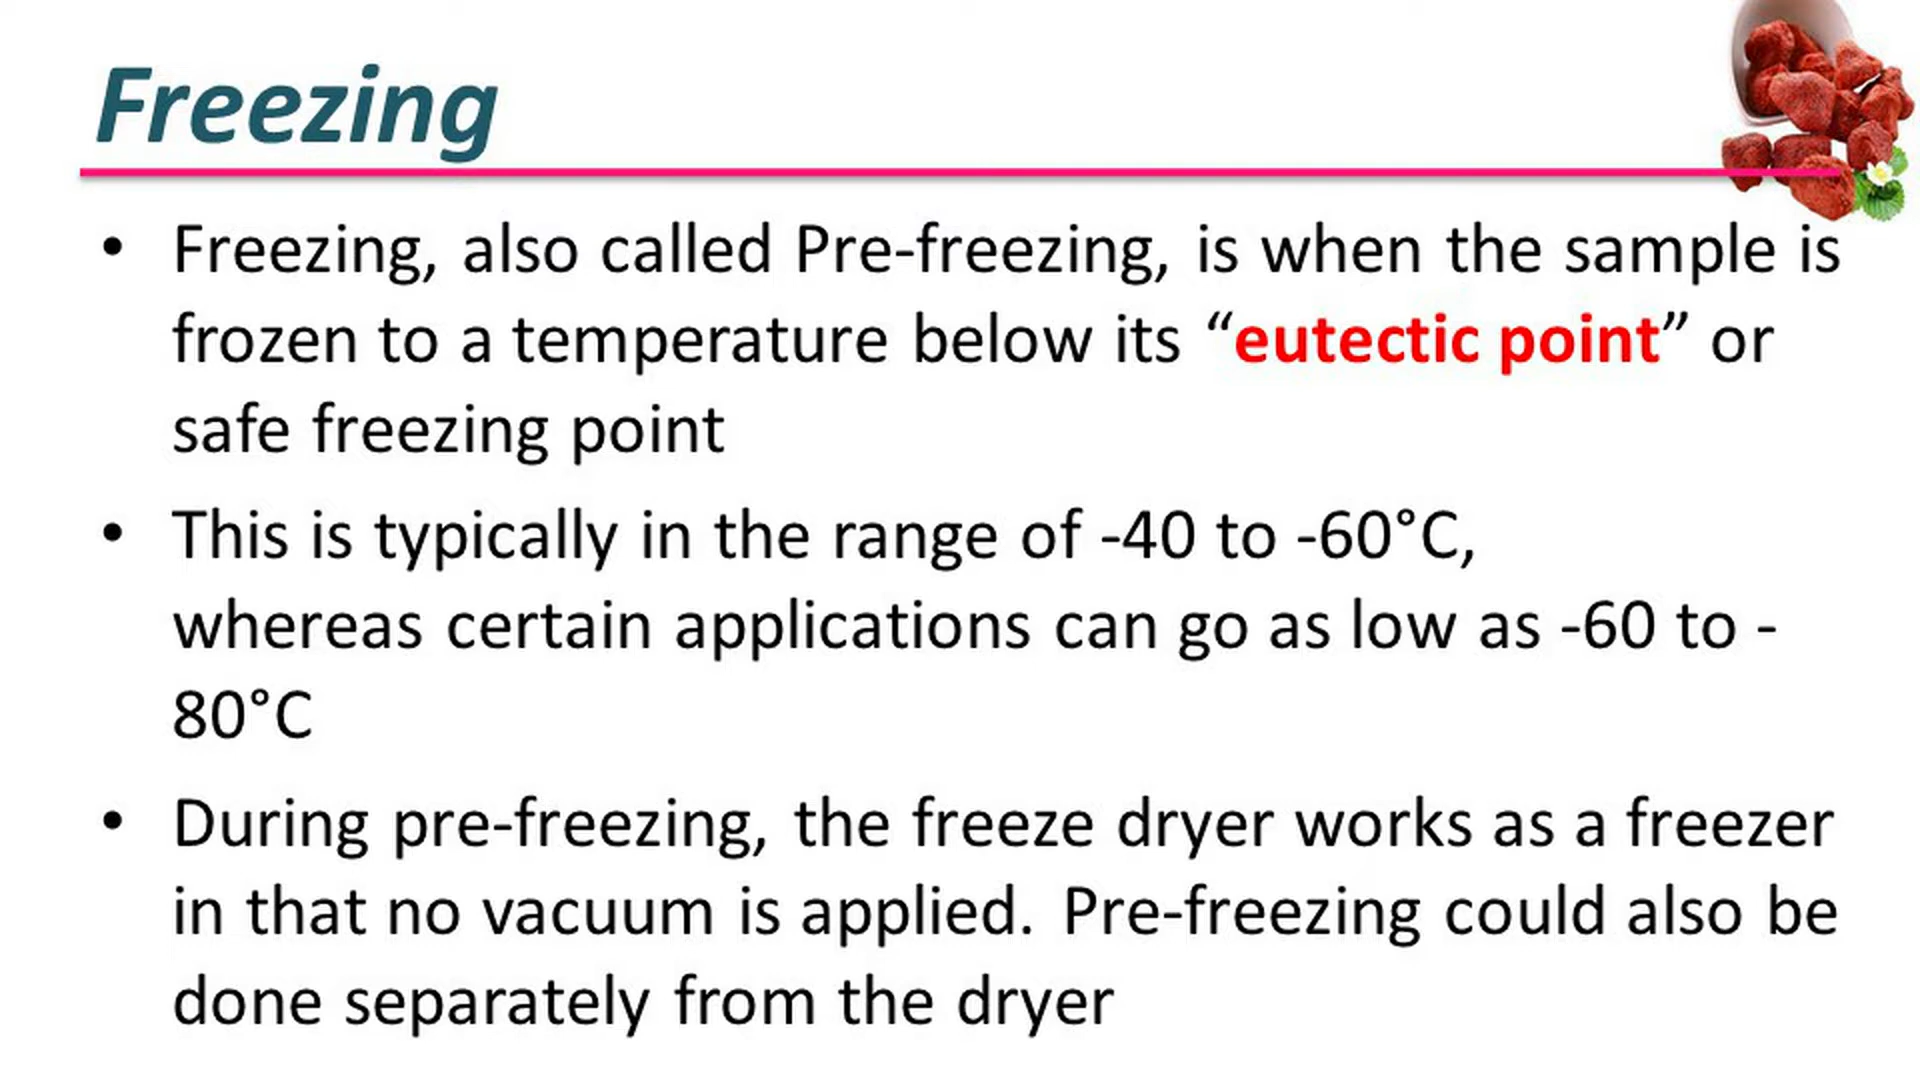 Freezing
• Freezing, also called Pre-freezing, is when the sample is
frozen to a temperature below its “eutectic point” or
safe freezing point
• This is typically in the range of -40 to -60°C,
whereas certain applications can go as low as -60 to -
80°C
• During pre-freezing, the freeze dryer works as a freezer
in that no vacuum is applied. Pre-freezing could also be
done separately from the dryer